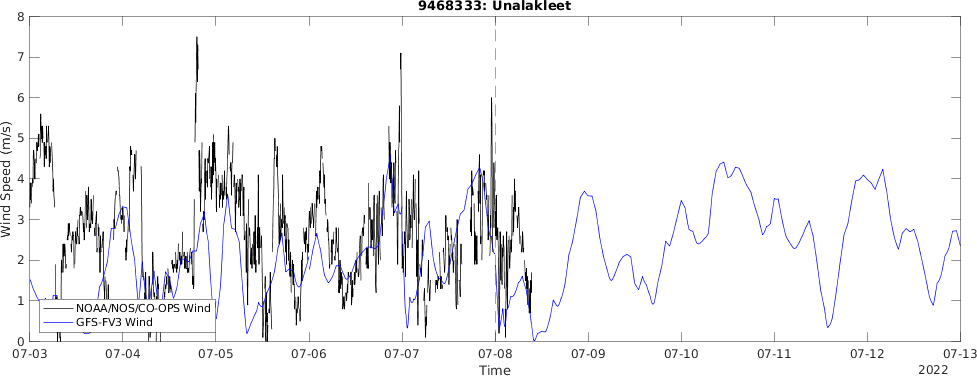 9468333: Unalakleet
8
7
6
5
4
3
2
1
0
Wind Speed (m/s)
NOAA/NOS/CO-OPS Wind
GFS-FV3 Wind
07-03 07-04 07-05 07-06 07-07 07-08 07-09 07-10 07-11 07-12 07-13
Time
2022